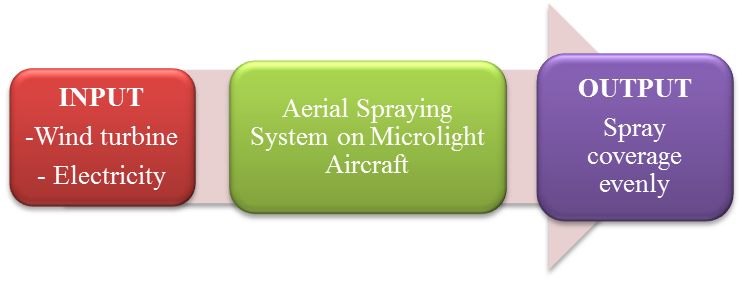 INPUT
-Wind turbine
- Electricity
Aerial Spraying
System on Microlight
Aircraft
OUTPUT
Spray
coverage
evenly